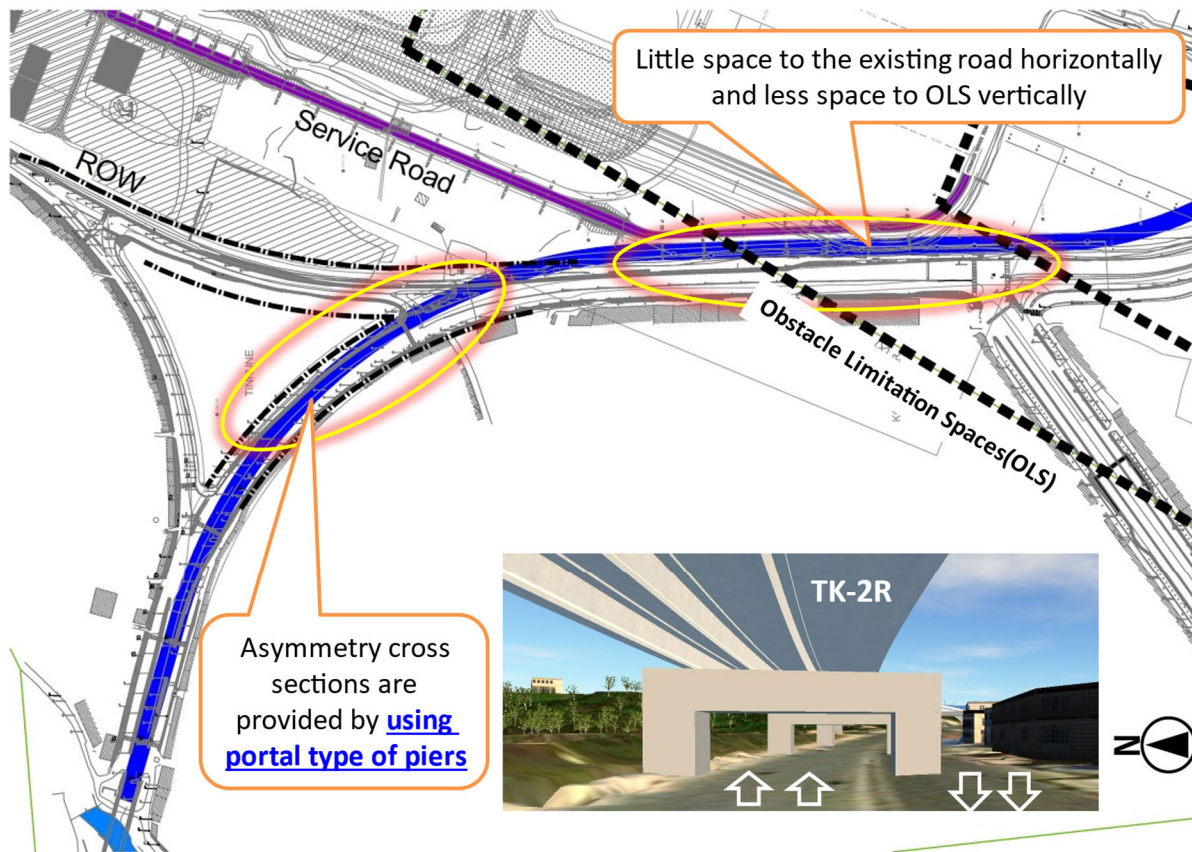 Little space to the existing road horizontally
and less space to OLS vertically
Service Road
ROW
Obstacle Limitation Spaces(OLS)
Asymmetry cross
sections are
provided by using
portal type of piers
TK-2R
N